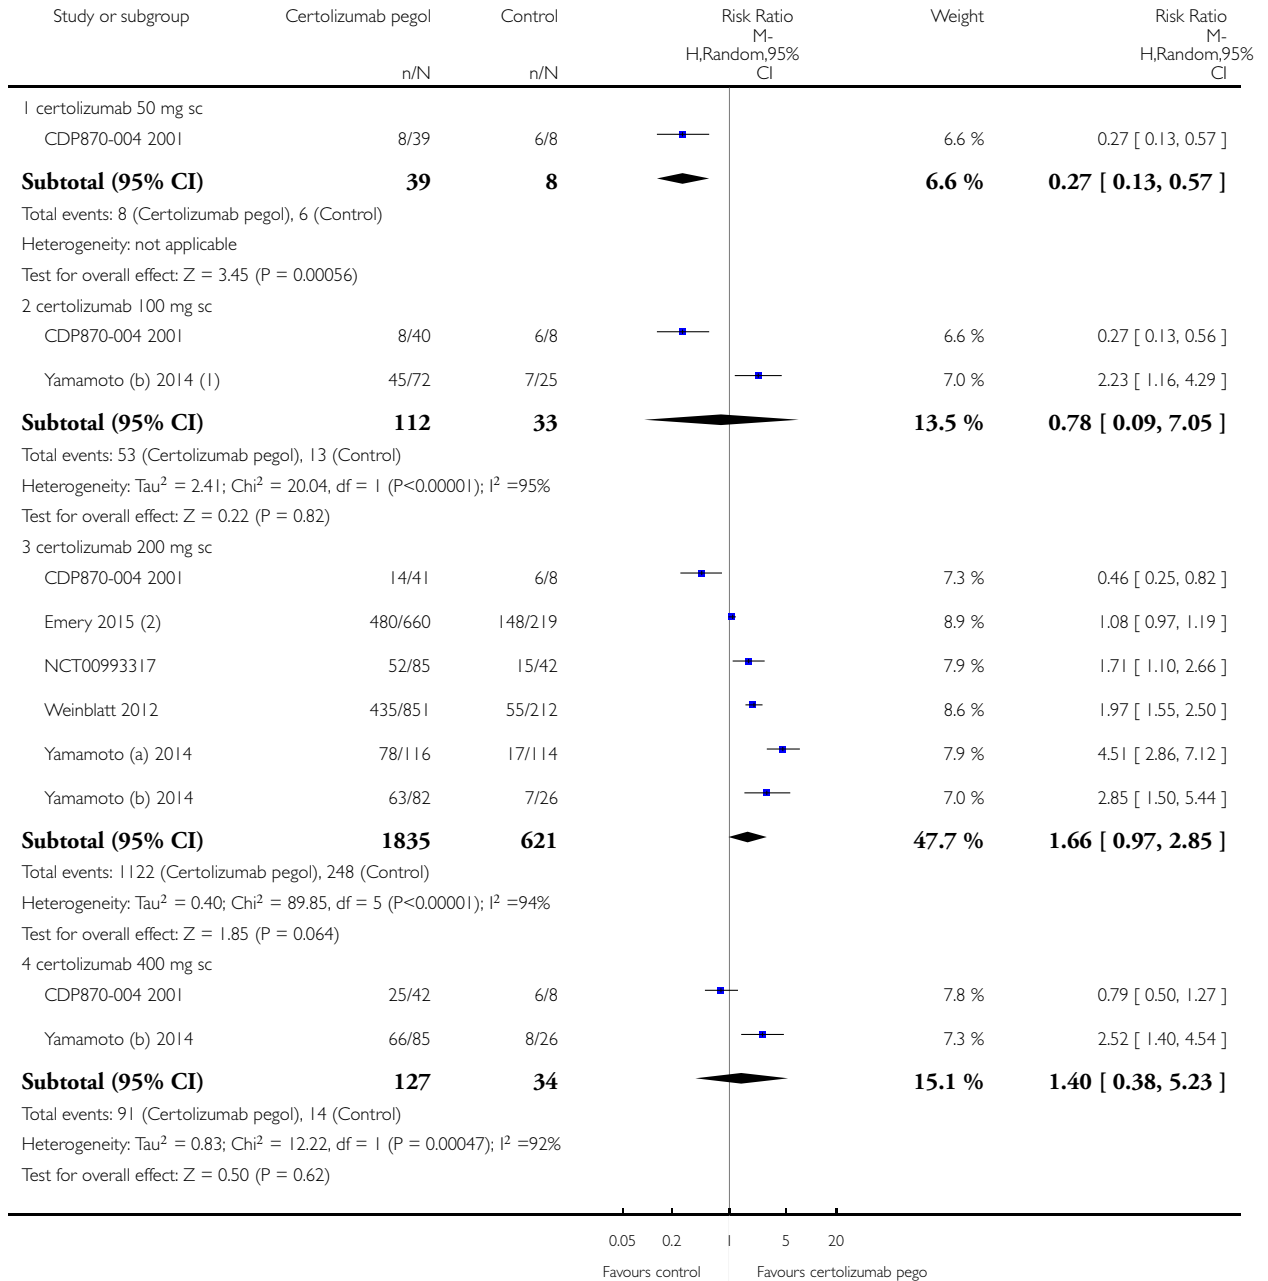 Study or subgroup Certolizumab pegol Control Risk Ratio Weight Risk Ratio
M-H,Random,95% CI M-H,Random,95% CI
n/N n/N
1 certolizumab 50 mg sc
CDP870-004 2001 8/39 6/8 6.6 % 0.27 [ 0.13, 0.57 ]
Subtotal (95% CI) 39 8 6.6 % 0.27 [ 0.13, 0.57 ]
Total events: 8 (Certolizumab pegol), 6 (Control)
Heterogeneity: not applicable
Test for overall effect: Z = 3.45 (P = 0.00056)
2 certolizumab 100 mg sc
CDP870-004 2001 8/40 6/8 6.6 % 0.27 [ 0.13, 0.56 ]
Yamamoto (b) 2014 (1) 45/72 7/25 7.0 % 2.23 [ 1.16, 4.29 ]
Subtotal (95% CI) 112 33 13.5 % 0.78 [ 0.09, 7.05 ]
Total events: 53 (Certolizumab pegol), 13 (Control)
Heterogeneity: Tau² = 2.41; Chi² = 20.04, df = 1 (P<0.00001); I² =95%
Test for overall effect: Z = 0.22 (P = 0.82)
3 certolizumab 200 mg sc
CDP870-004 2001 14/41 6/8 7.3 % 0.46 [ 0.25, 0.82 ]
Emery 2015 (2) 480/660 148/219 8.9 % 1.08 [ 0.97, 1.19 ]
NCT00993317 52/85 15/42 7.9 % 1.71 [ 1.10, 2.66 ]
Weinblatt 2012 435/851 55/212 8.6 % 1.97 [ 1.55, 2.50 ]
Yamamoto (a) 2014 78/116 17/114 7.9 % 4.51 [ 2.86, 7.12 ]
Yamamoto (b) 2014 63/82 7/26 7.0 % 2.85 [ 1.50, 5.44 ]
Subtotal (95% CI) 1835 621 47.7 % 1.66 [ 0.97, 2.85 ]
Total events: 1122 (Certolizumab pegol), 248 (Control)
Heterogeneity: Tau² = 0.40; Chi² = 89.85, df = 5 (P<0.00001); I² =94%
Test for overall effect: Z = 1.85 (P = 0.064)
4 certolizumab 400 mg sc
CDP870-004 2001 25/42 6/8 7.8 % 0.79 [ 0.50, 1.27 ]
Yamamoto (b) 2014 66/85 8/26 7.3 % 2.52 [ 1.40, 4.54 ]
Subtotal (95% CI) 127 34 15.1 % 1.40 [ 0.38, 5.23 ]
Total events: 91 (Certolizumab pegol), 14 (Control)
Heterogeneity: Tau² = 0.83; Chi² = 12.22, df = 1 (P = 0.00047); I² =92%
Test for overall effect: Z = 0.50 (P = 0.62)
0.05 0.2 1 5 20
Favours control Favours certolizumab pego